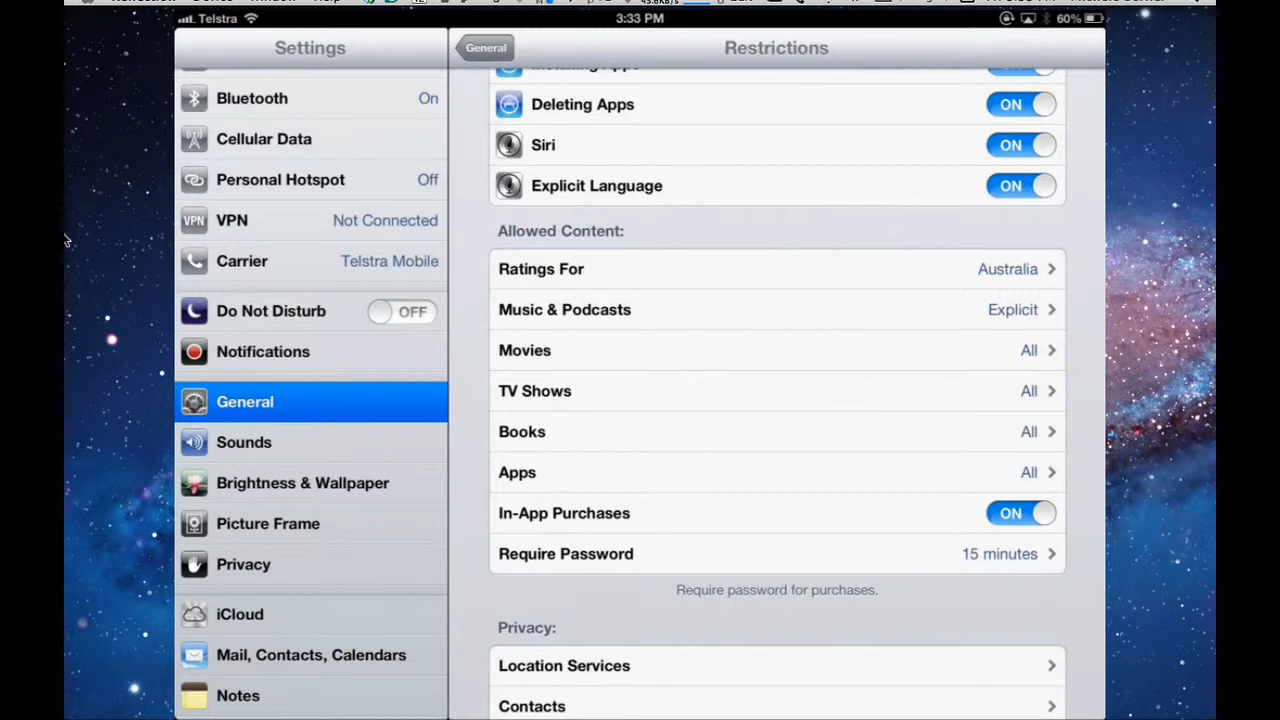 Help
Telstra
3:33 PM
60%
Settings
General
Restrictions
Installing Apps
Bluetooth On
Deleting Apps ON
Cellular Data
Siri ON
Personal Hotspot Off
Explicit Language ON
VPN VPN Not Connected
Allowed Content:
Carrier Telstra Mobile
Ratings For Australia
Do Not Disturb OFF
Music & Podcasts Explicit
Notifications
Movies All
General
TV Shows All
Sounds
Books All
Brightness & Wallpaper
Apps All
Picture Frame
In-App Purchases ON
Privacy
Require Password 15 minutes
Require password for purchases.
iCloud
Privacy:
Mail, Contacts, Calendars
Location Services
Notes
Contacts